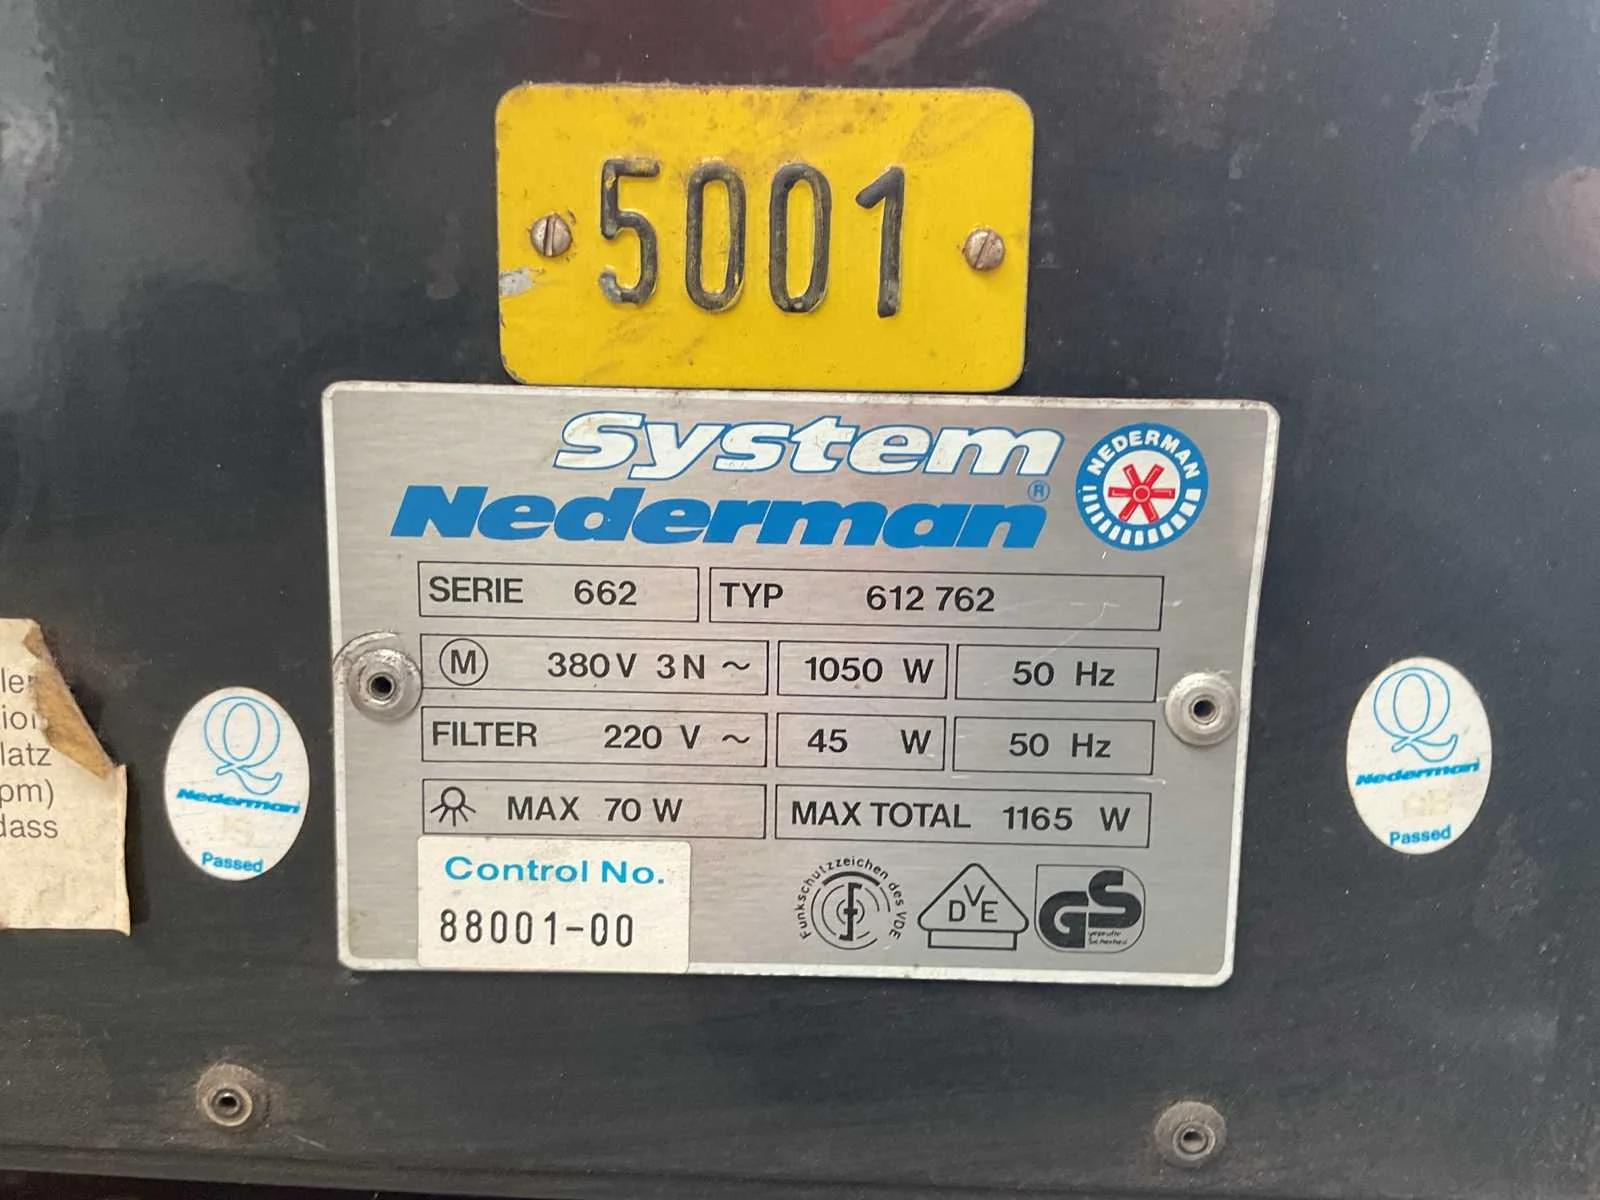 5001
System
Nederman®
NEDERMAN
SERIE 662
TYP 612 762
M 380V 3N ~
1050 W
50 Hz
FILTER 220 V ~
45 W
50 Hz
MAX 70 W
MAX TOTAL 1165 W
Control No.
88001-00
Funkschutzzeichen des VDE
DVE
GS
geprüfte
Sicherheit
latz
pm)
dass
Q
Nederman
Passed
Q
Nederman
Passed